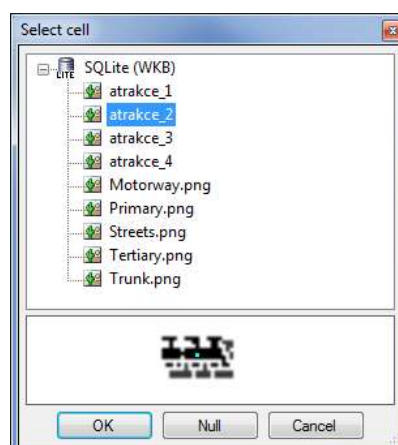 Select cell
SQLite (WKB)
LITE
atrakce_1
atrakce_2
atrakce_3
atrakce_4
Motorway.png
Primary.png
Streets.png
Tertiary.png
Trunk.png
OK Null Cancel